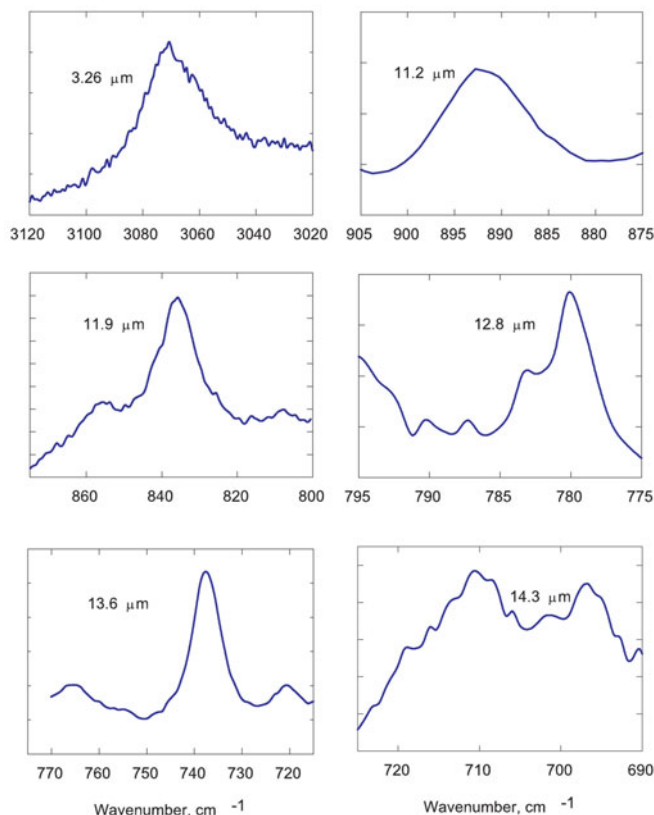 3.26 μm
11.2 μm
3120 3100 3080 3060 3040 3020
905 900 895 890 885 880 875
11.9 μm
12.8 μm
860 840 820 800
795 790 785 780 775
13.6 μm
14.3 μm
770 760 750 740 730 720
720 710 700 690
Wavenumber, cm -1
Wavenumber, cm -1